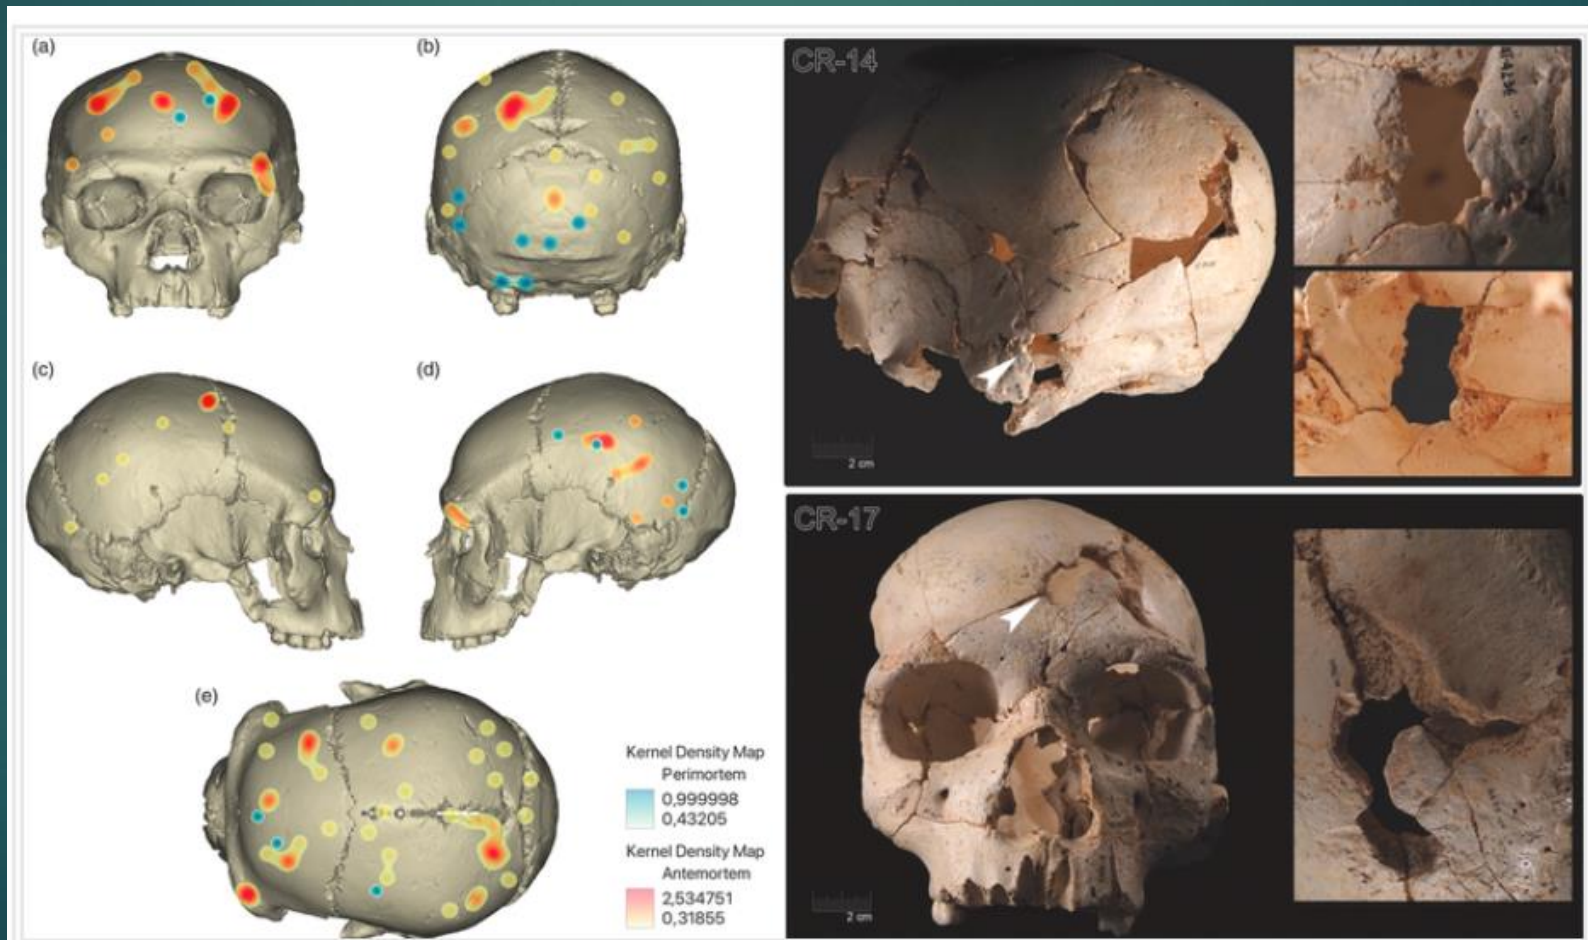 (a)
(b)
(c)
(d)
(e)
Kernel Density Map
Perimortem
0,999998
0,43205
Kernel Density Map
Antemortem
2,534751
0,31855
CR-14
2 cm
CR-17
2 cm